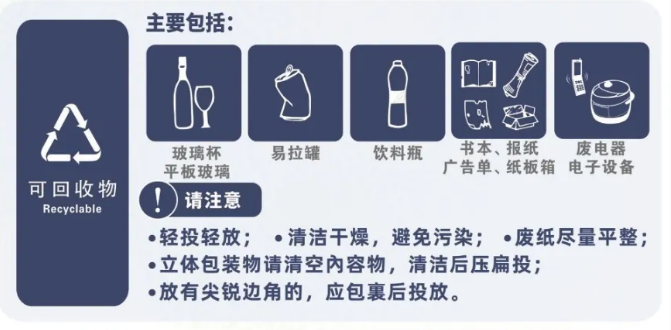 主要包括：
玻璃杯
平板玻璃
易拉罐
饮料瓶
书本、报纸
广告单、纸板箱
废电器
电子设备
可回收物
Recyclable
! 请注意
•轻投轻放； •清洁干燥，避免污染； •废纸尽量平整；
•立体包装物请清空内容物，清洁后压扁投；
•放有尖锐边角的，应包裹后投放。